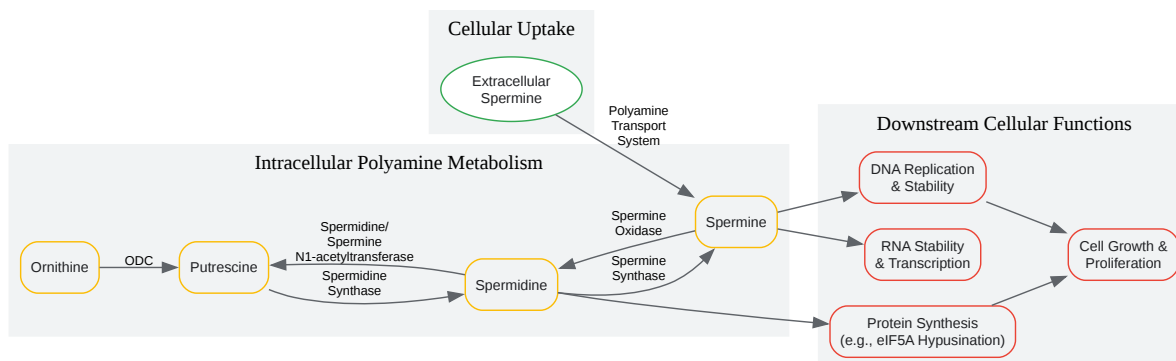 Cellular Uptake
Extracellular
Spermine
Polyamine
Transport
System
Downstream Cellular Functions
Intracellular Polyamine Metabolism
DNA Replication
& Stability
Spermine
Spermine
Oxidase
Spermidine/
Spermine
N1-acetyltransferase
RNA Stability
& Transcription
Cell Growth &
Proliferation
Ornithine
ODC
Putrescine
Spermine
Synthase
Spermidine
Synthase
Spermidine
Protein Synthesis
(e.g., eIF5A Hypusination)